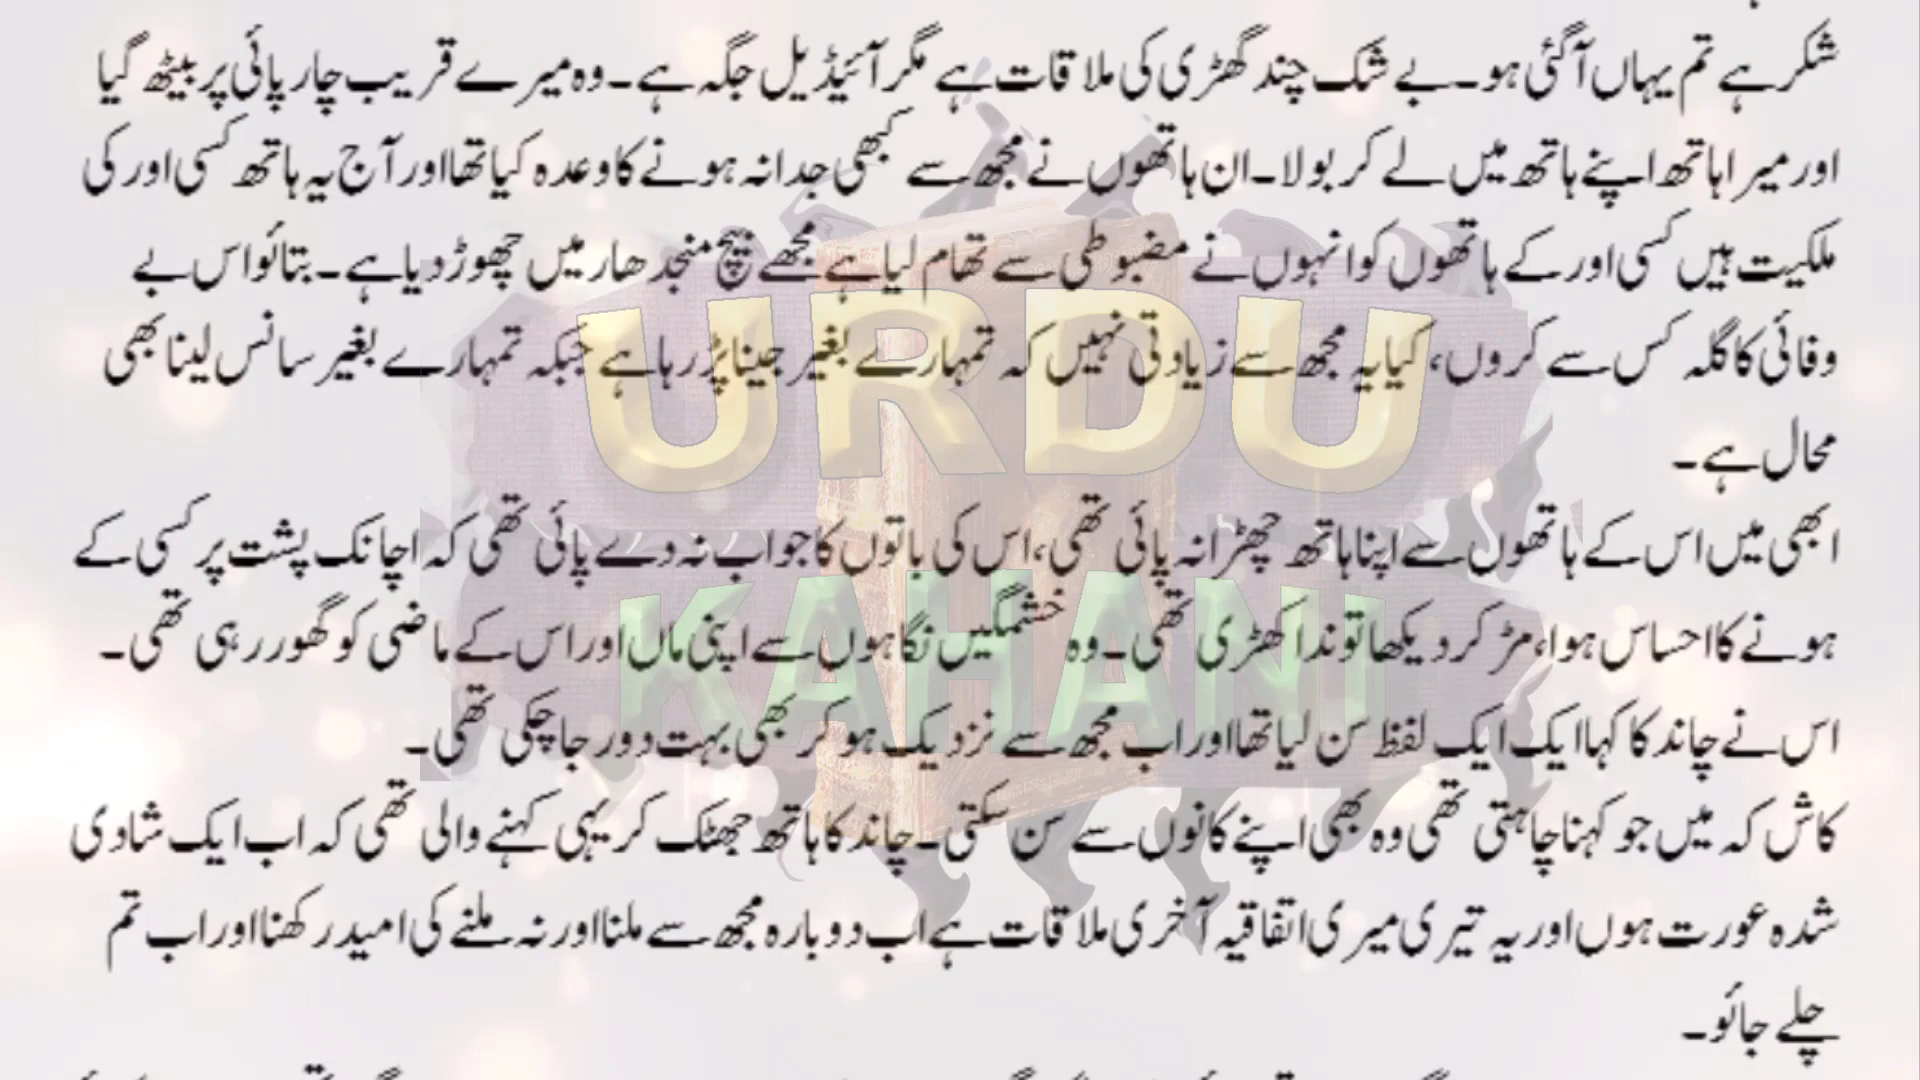 شکر ہے تم یہاں آگئی ہو۔ بے شک چند گھڑی کی ملاقات ہے مگر آئیڈیل جگہ ہے۔ وہ میرے قریب چارپائی پر بیٹھ گیا
اور میرا ہاتھ اپنے ہاتھ میں لے کر بولا۔ ان ہاتھوں نے مجھ سے کبھی جدا نہ ہونے کا وعدہ کیا تھا اور آج یہ ہاتھ کسی اور کی
ملکیت ہیں کسی اور کے ہاتھوں کو انہوں نے مضبوطی سے تھام لیا ہے مجھے بیچ منجدھار میں چھوڑ دیا ہے۔ بتائو اس بے
وفائی کا گلہ کس سے کروں، کیا یہ مجھ سے زیادتی نہیں کہ تمہارے بغیر جینا پڑ رہا ہے جبکہ تمہارے بغیر سانس لینا بھی
محال ہے۔
ابھی میں اس کے ہاتھوں سے اپنا ہاتھ چھڑا نہ پائی تھی، اس کی باتوں کا جواب نہ دے پائی تھی کہ اچانک پشت پر کسی کے
ہونے کا احساس ہوا، مڑ کر دیکھا تو ندا کھڑی تھی۔ وہ خشمگیں نگاہوں سے اپنی ماں اور اس کے ماضی کو گھور رہی تھی۔
اس نے چاند کا کہا ایک ایک لفظ سن لیا تھا اور اب مجھ سے نزدیک ہو کر بھی بہت دور جا چکی تھی۔
کاش کہ میں جو کہنا چاہتی تھی وہ بھی اپنے کانوں سے سن سکتی۔ چاند کا ہاتھ جھٹک کر یہی کہنے والی تھی کہ اب ایک شادی
شدہ عورت ہوں اور یہ تیری میری اتفاقیہ آخری ملاقات ہے اب دوبارہ مجھ سے ملنا اور نہ ملنے کی امید رکھنا اور اب تم
چلے جائو۔
URDU
KAHANI